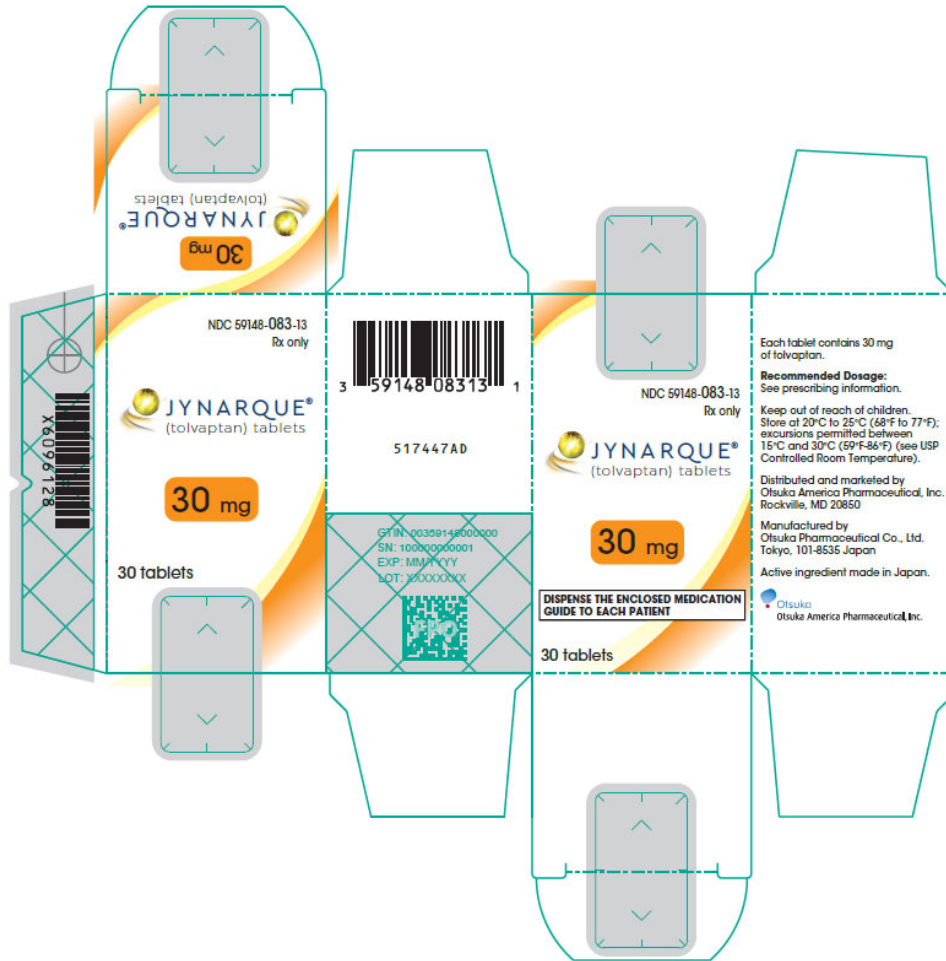 30 mg
JYNARQUE®
(tolvaptan) tablets
X6096128
NDC 59148-083-13
Rx only
JYNARQUE®
(tolvaptan) tablets
30 mg
30 tablets
3 59148 08313 1
517447AD
GTIN: 00359148000000
SN: 100000000001
EXP: MM/YYYY
LOT: XXXXXXXX
NDC 59148-083-13
Rx only
JYNARQUE®
(tolvaptan) tablets
30 mg
DISPENSE THE ENCLOSED MEDICATION
GUIDE TO EACH PATIENT
30 tablets
Each tablet contains 30 mg
of tolvaptan.
Recommended Dosage:
See prescribing information.
Keep out of reach of children.
Store at 20°C to 25°C (68°F to 77°F);
excursions permitted between
15°C and 30°C (59°F-86°F) (see USP
Controlled Room Temperature).
Distributed and marketed by
Otsuka America Pharmaceutical, Inc.
Rockville, MD 20850
Manufactured by
Otsuka Pharmaceutical Co., Ltd.
Tokyo, 101-8535 Japan
Active ingredient made in Japan.
Otsuka
Otsuka America Pharmaceutical, Inc.